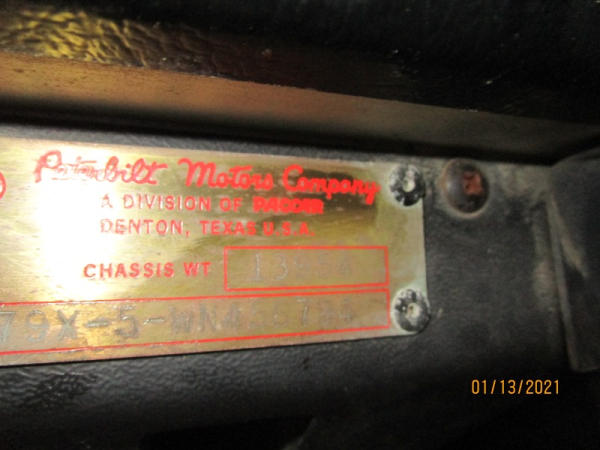 Peterbilt Motors Company
A DIVISION OF PACCAR
DENTON, TEXAS U.S.A.
CHASSIS WT
01/13/2021